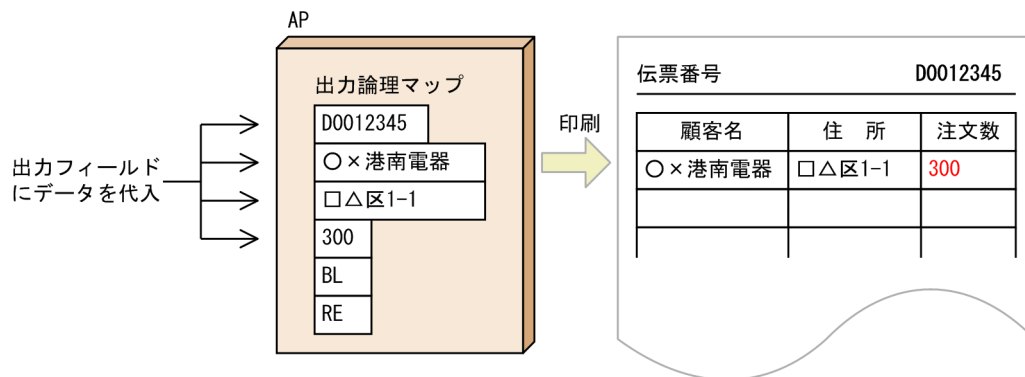 AP
出力論理マップ
D0012345
○×港南電器
□△区1-1
300
BL
RE
出力フィールド
にデータを代入
印刷
伝票番号 D0012345
顧客名 住 所 注文数
○×港南電器 □△区1-1 300